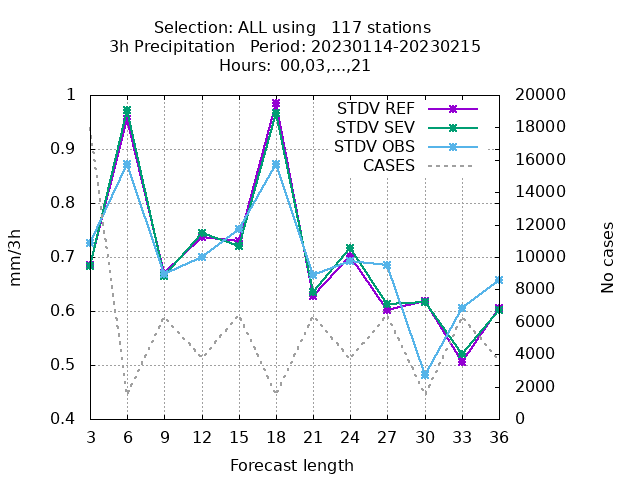 Selection: ALL using   117 stations
3h Precipitation   Period: 20230114-20230215
Hours:  00,03,...,21
STDV REF
STDV SEV
STDV OBS
CASES
1
0.9
0.8
0.7
0.6
0.5
0.4
mm/3h
20000
18000
16000
14000
12000
10000
8000
6000
4000
2000
0
No cases
3 6 9 12 15 18 21 24 27 30 33 36
Forecast length